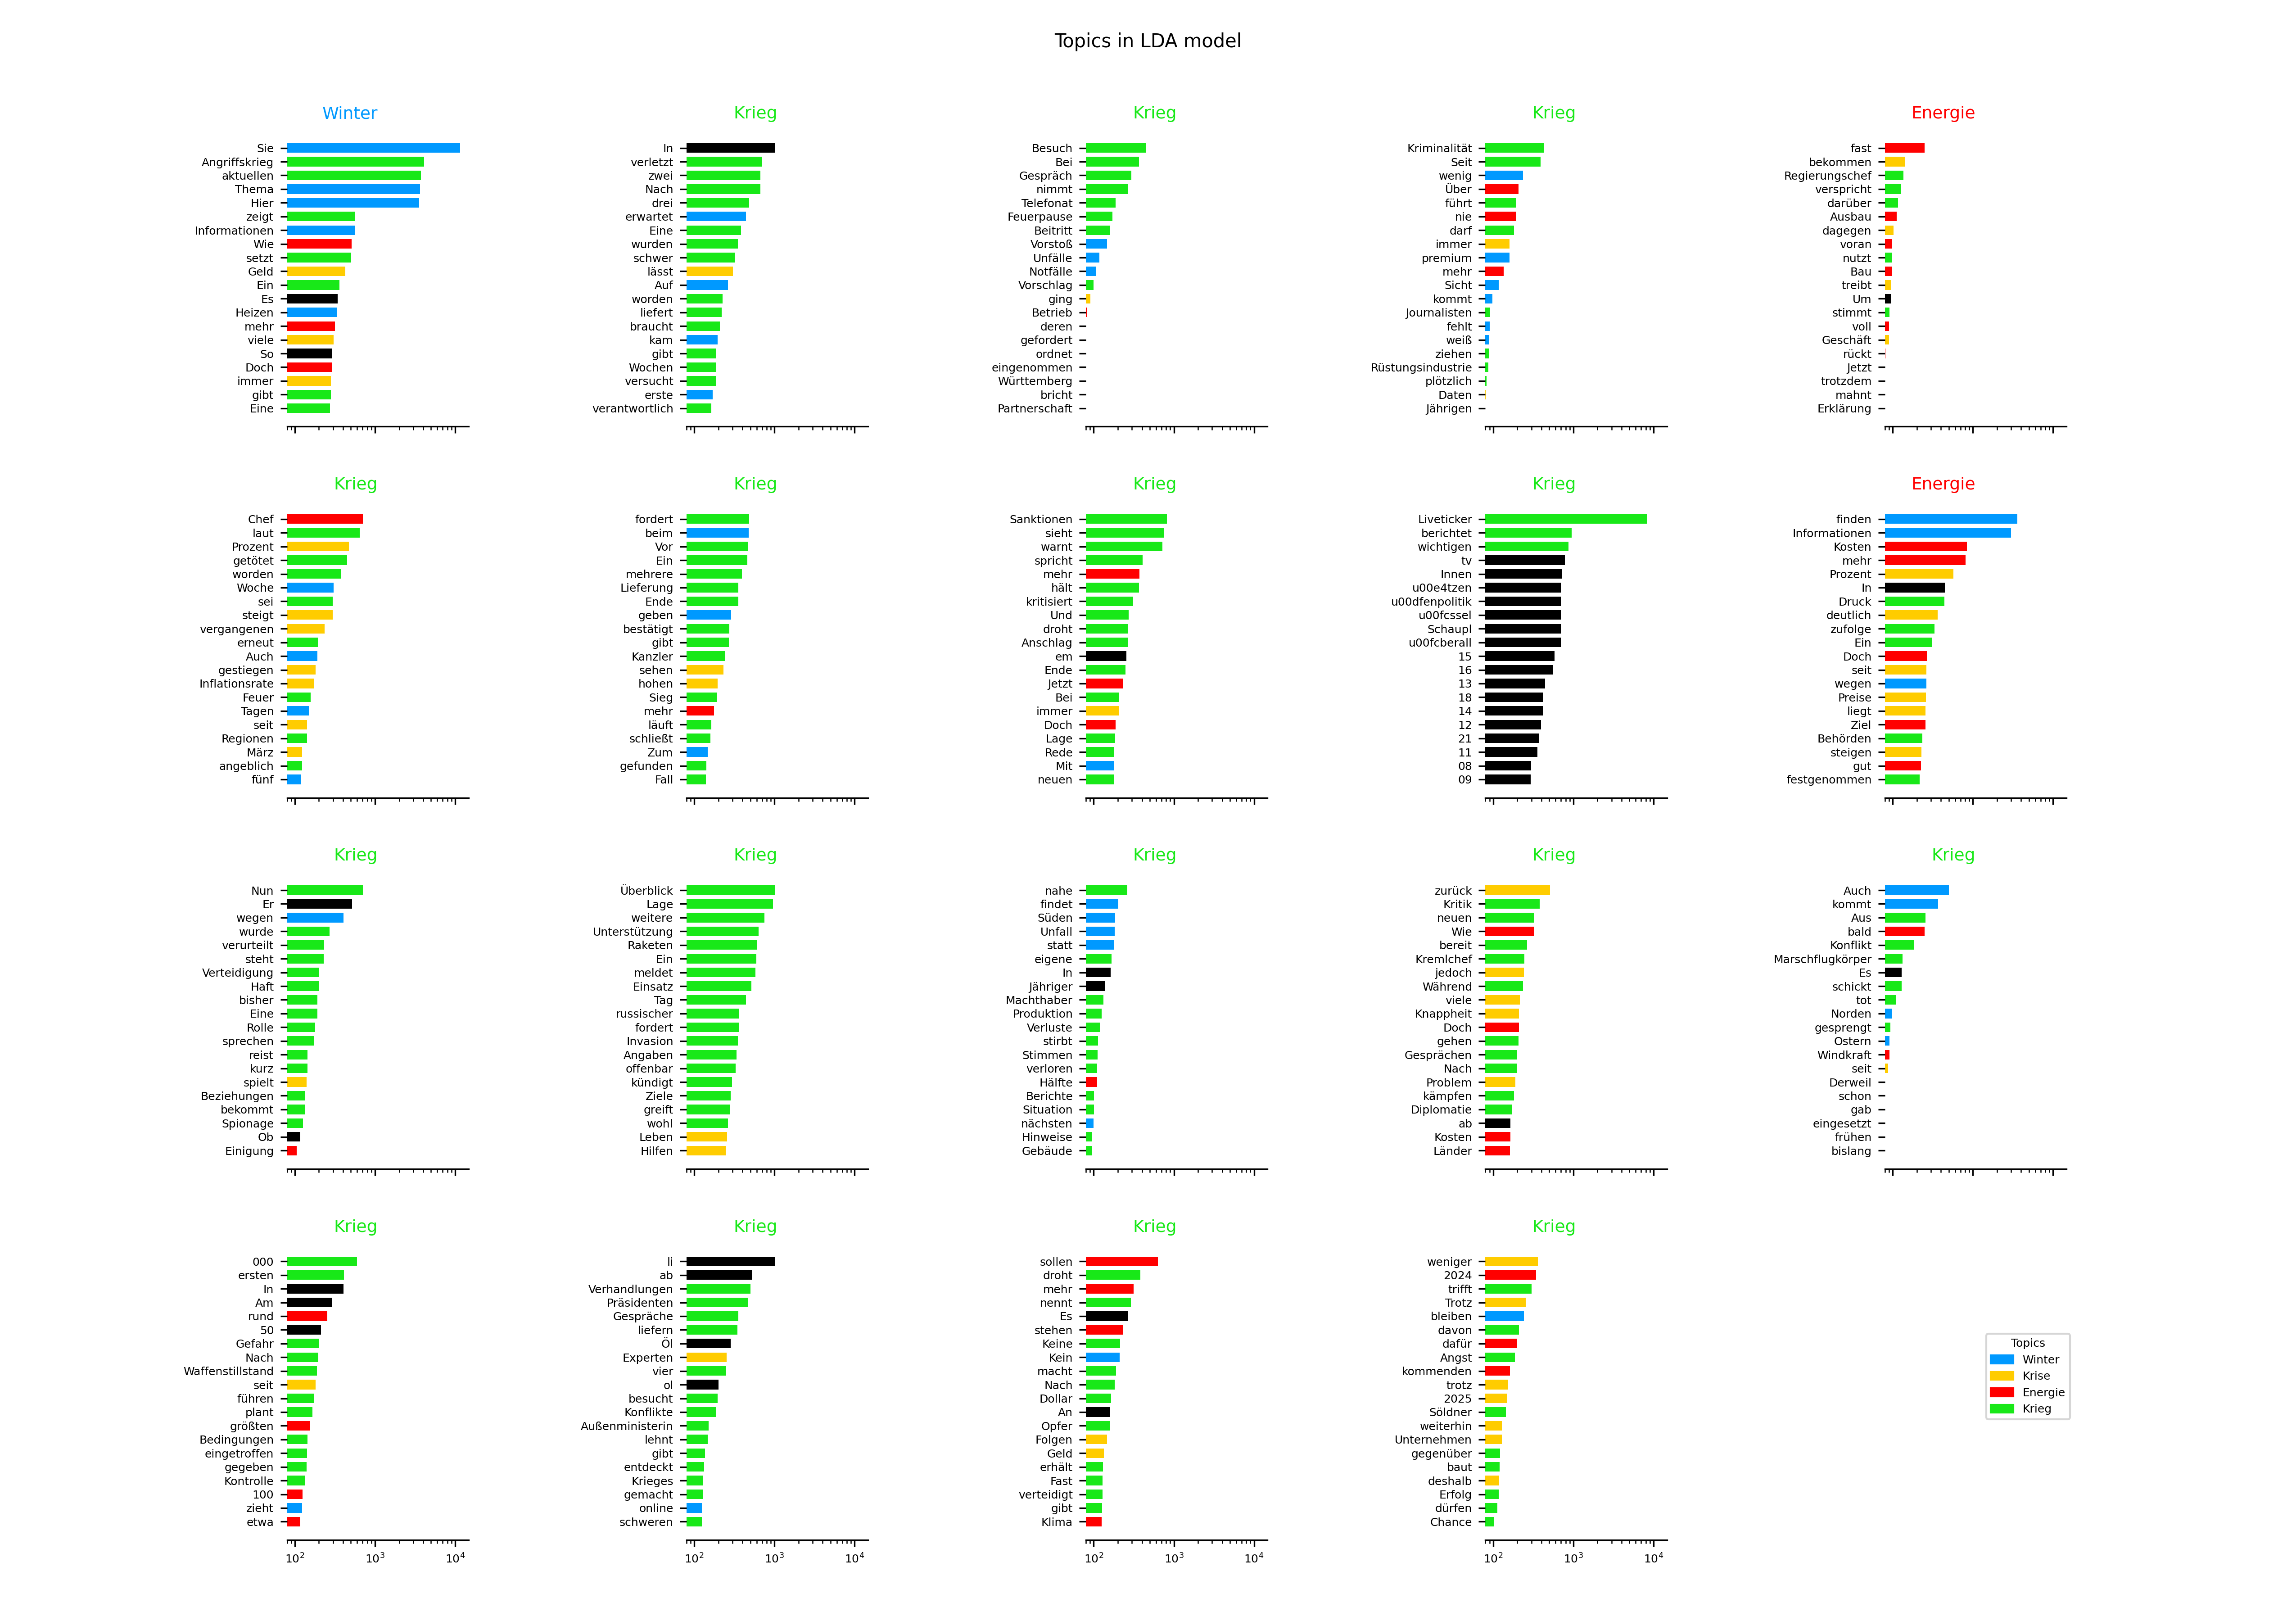 Topics in LDA model
Winter
Sie
Angriffskrieg
aktuellen
Thema
Hier
zeigt
Informationen
Wie
setzt
Geld
Ein
Es
Heizen
mehr
viele
So
Doch
immer
gibt
Eine
Krieg
In
verletzt
zwei
Nach
drei
erwartet
Eine
wurden
schwer
lässt
Auf
worden
liefert
braucht
kam
gibt
Wochen
versucht
erste
verantwortlich
Krieg
Besuch
Bei
Gespräch
nimmt
Telefonat
Feuerpause
Beitritt
Vorstoß
Unfälle
Notfälle
Vorschlag
ging
Betrieb
deren
gefordert
ordnet
eingenommen
Württemberg
bricht
Partnerschaft
Krieg
Kriminalität
Seit
wenig
Über
führt
nie
darf
immer
premium
mehr
Sicht
kommt
Journalisten
fehlt
weiß
ziehen
Rüstungsindustrie
plötzlich
Daten
Jährigen
Energie
fast
bekommen
Regierungschef
verspricht
darüber
Ausbau
dagegen
voran
nutzt
Bau
treibt
Um
stimmt
voll
Geschäft
rückt
Jetzt
trotzdem
mahnt
Erklärung
Krieg
Chef
laut
Prozent
getötet
worden
Woche
sei
steigt
vergangenen
erneut
Auch
gestiegen
Inflationsrate
Feuer
Tagen
seit
Regionen
März
angeblich
fünf
Krieg
fordert
beim
Vor
Ein
mehrere
Lieferung
Ende
geben
bestätigt
gibt
Kanzler
sehen
hohen
Sieg
mehr
läuft
schließt
Zum
gefunden
Fall
Krieg
Sanktionen
sieht
warnt
spricht
mehr
hält
kritisiert
Und
droht
Anschlag
em
Ende
Jetzt
Bei
immer
Doch
Lage
Rede
Mit
neuen
Krieg
Liveticker
berichtet
wichtigen
tv
Innen
u00e4tzen
u00dfenpolitik
u00fcssel
Schaupl
u00fcberall
15
16
13
18
14
12
21
11
08
09
Energie
finden
Informationen
Kosten
mehr
Prozent
In
Druck
deutlich
zufolge
Ein
Doch
seit
wegen
Preise
liegt
Ziel
Behörden
steigen
gut
festgenommen
Krieg
Nun
Er
wegen
wurde
verurteilt
steht
Verteidigung
Haft
bisher
Eine
Rolle
sprechen
reist
kurz
spielt
Beziehungen
bekommt
Spionage
Ob
Einigung
Krieg
Überblick
Lage
weitere
Unterstützung
Raketen
Ein
meldet
Einsatz
Tag
russischer
fordert
Invasion
Angaben
offenbar
kündigt
Ziele
greift
wohl
Leben
Hilfen
Krieg
nahe
findet
Süden
Unfall
statt
eigene
In
Jähriger
Machthaber
Produktion
Verluste
stirbt
Stimmen
verloren
Hälfte
Berichte
Situation
nächsten
Hinweise
Gebäude
Krieg
zurück
Kritik
neuen
Wie
bereit
Kremlchef
jedoch
Während
viele
Knappheit
Doch
gehen
Gesprächen
Nach
Problem
kämpfen
Diplomatie
ab
Kosten
Länder
Krieg
Auch
kommt
Aus
bald
Konflikt
Marschflugkörper
Es
schickt
tot
Norden
gesprengt
Ostern
Windkraft
seit
Derweil
schon
gab
eingesetzt
frühen
bislang
Krieg
000
ersten
In
Am
rund
50
Gefahr
Nach
Waffenstillstand
seit
führen
plant
größten
Bedingungen
eingetroffen
gegeben
Kontrolle
100
zieht
etwa
10² 10³ 10⁴
Krieg
li
ab
Verhandlungen
Präsidenten
Gespräche
liefern
Öl
Experten
vier
ol
besucht
Konflikte
Außenministerin
lehnt
gibt
entdeckt
Krieges
gemacht
online
schweren
10² 10³ 10⁴
Krieg
sollen
droht
mehr
nennt
Es
stehen
Keine
Kein
macht
Nach
Dollar
An
Opfer
Folgen
Geld
erhält
Fast
verteidigt
gibt
Klima
10² 10³ 10⁴
Krieg
weniger
2024
trifft
Trotz
bleiben
davon
dafür
Angst
kommenden
trotz
2025
Söldner
weiterhin
Unternehmen
gegenüber
baut
deshalb
Erfolg
dürfen
Chance
10² 10³ 10⁴
Topics
Winter
Krise
Energie
Krieg